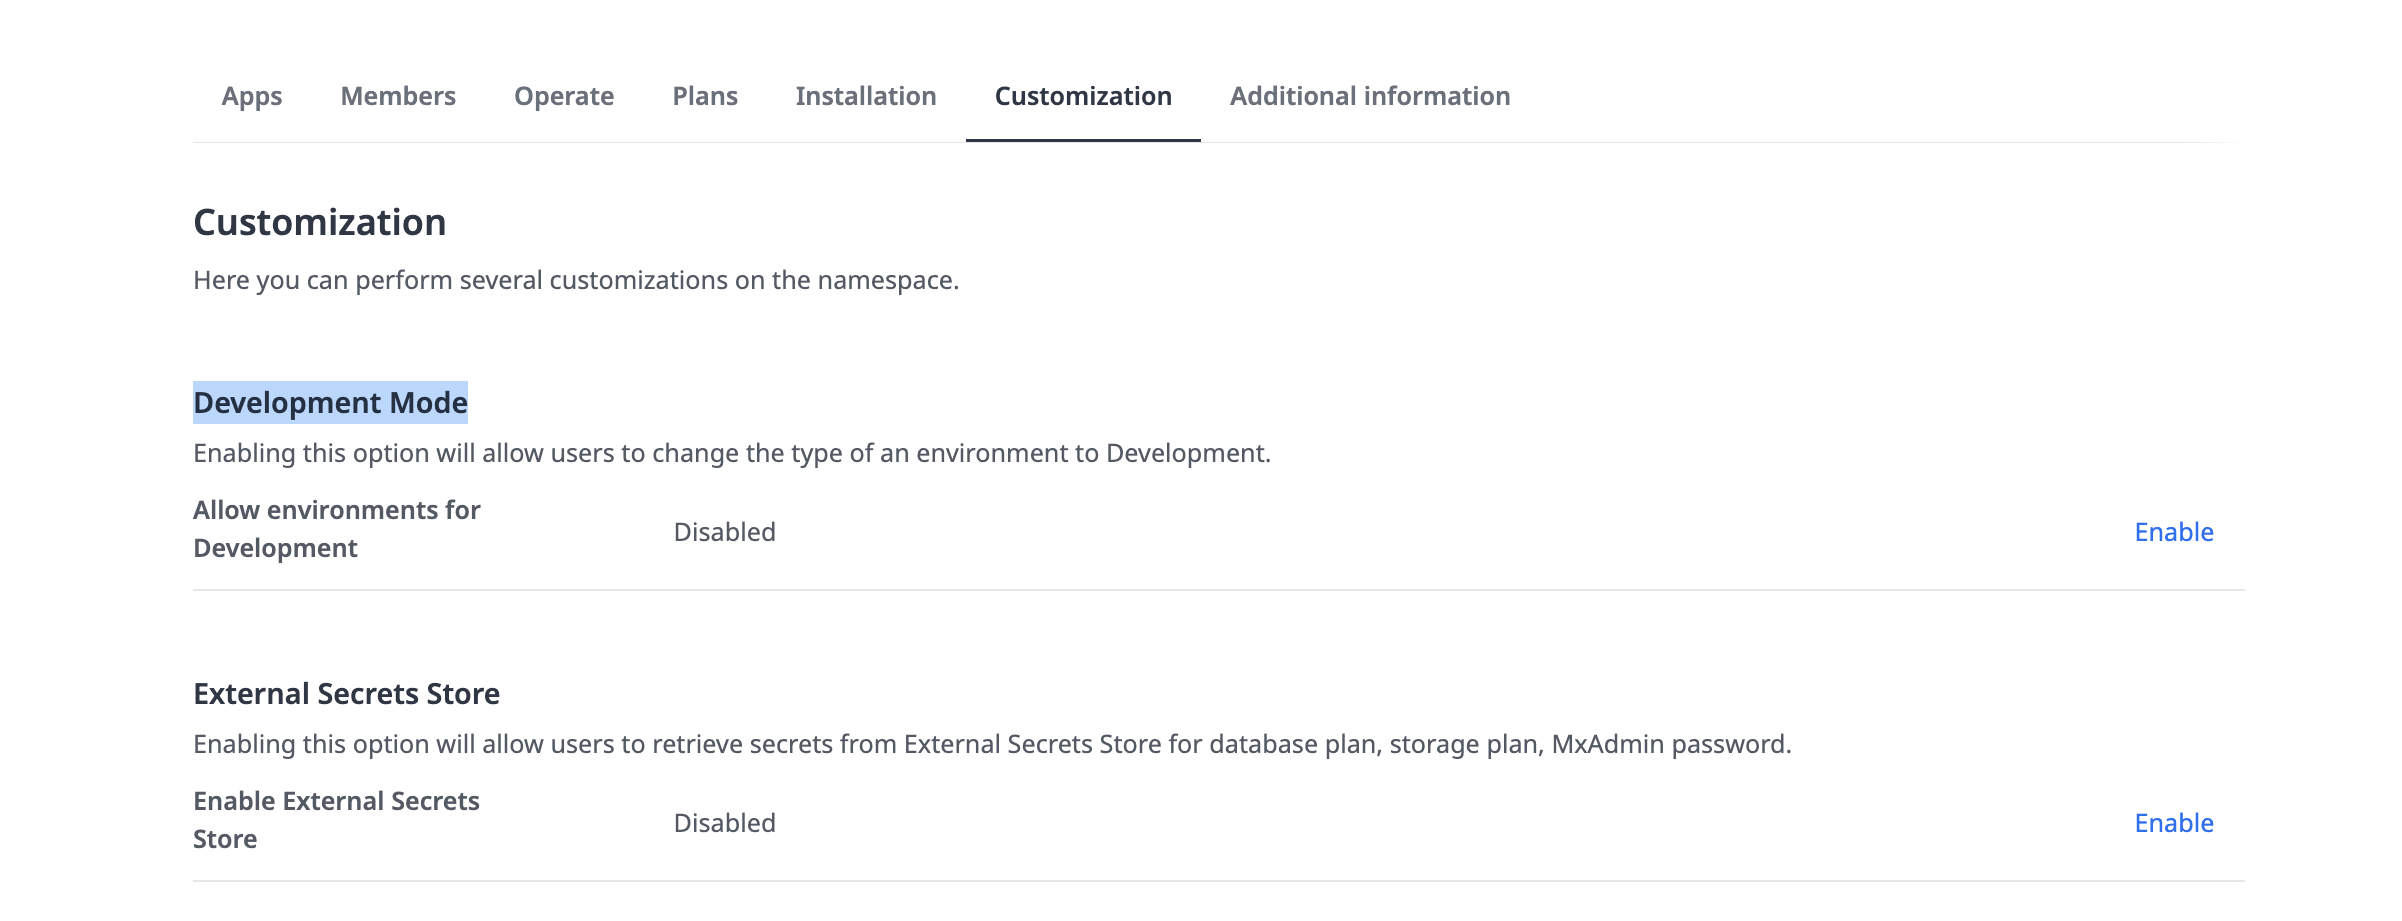 Apps Members Operate Plans Installation Customization Additional information
Customization
Here you can perform several customizations on the namespace.
Development Mode
Enabling this option will allow users to change the type of an environment to Development.
Allow environments for
Development
Disabled
Enable
External Secrets Store
Enabling this option will allow users to retrieve secrets from External Secrets Store for database plan, storage plan, MxAdmin password.
Enable External Secrets
Store
Disabled
Enable